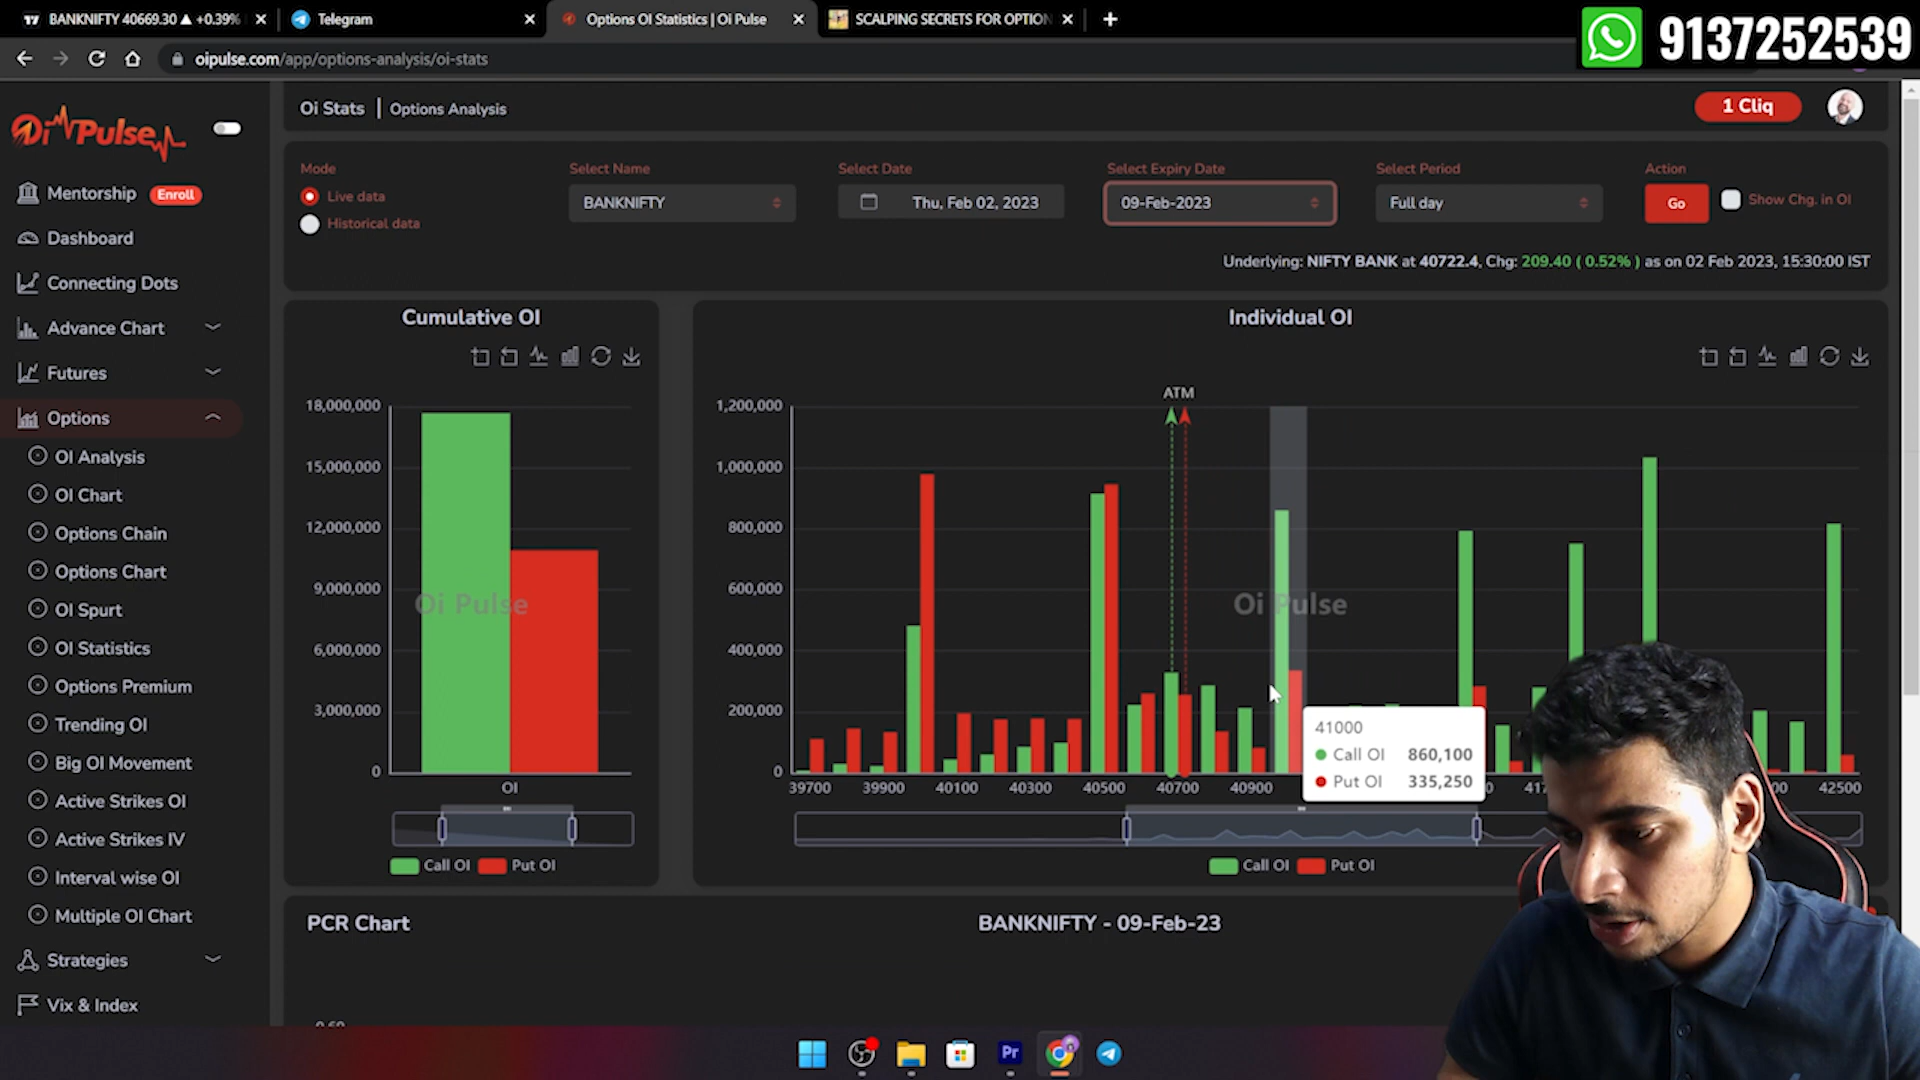 BANKNIFTY 40669.30 ▲ +0.39%
Telegram
Options OI Statistics | Oi Pulse
SCALPING SECRETS FOR OPTION
9137252539
oipulse.com/app/options-analysis/oi-stats
Oi Pulse
Oi Stats | Options Analysis
1 Cliq
Mode
Live data
Historical data
Select Name
BANKNIFTY
Select Date
Thu, Feb 02, 2023
Select Expiry Date
09-Feb-2023
Select Period
Full day
Action
Go
Show Chg. in OI
Underlying: NIFTY BANK at 40722.4, Chg: 209.40 ( 0.52% ) as on 02 Feb 2023, 15:30:00 IST
Mentorship Enroll
Dashboard
Connecting Dots
Advance Chart
Futures
Options
OI Analysis
OI Chart
Options Chain
Options Chart
OI Spurt
OI Statistics
Options Premium
Trending OI
Big OI Movement
Active Strikes OI
Active Strikes IV
Interval wise OI
Multiple OI Chart
Strategies
Vix & Index
Cumulative OI
18,000,000
15,000,000
12,000,000
9,000,000
6,000,000
3,000,000
0
Oi Pulse
OI
Call OI Put OI
Individual OI
ATM
1,200,000
1,000,000
800,000
600,000
400,000
200,000
0
Oi Pulse
39700 39900 40100 40300 40500 40700 40900 42500
41000
Call OI 860,100
Put OI 335,250
Call OI Put OI
PCR Chart
BANKNIFTY - 09-Feb-23
Pr